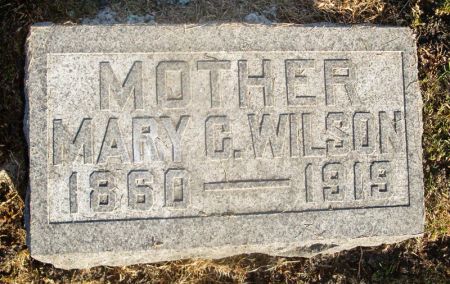 MOTHER
MARY C. WILSON
1860 — 1919